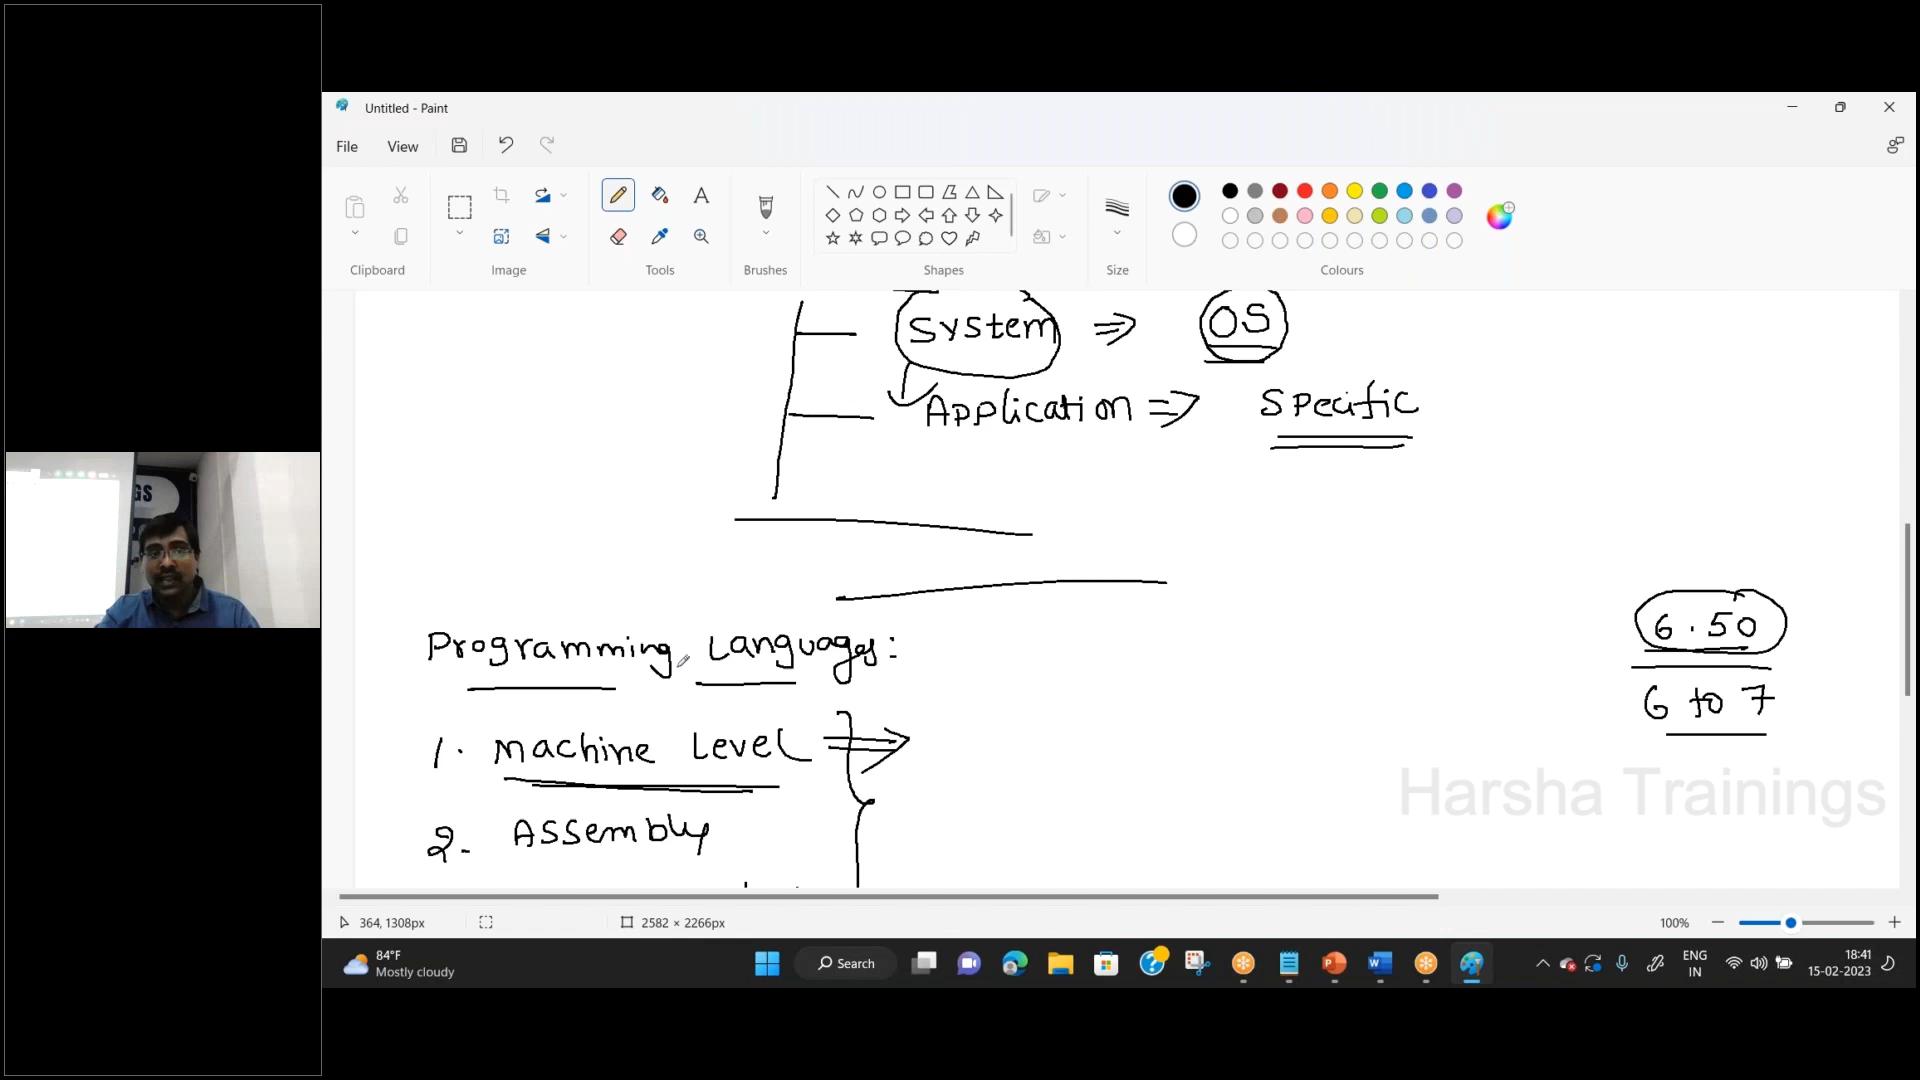 Untitled - Paint
File View
Clipboard Image Tools Brushes Shapes Size Colours
System ⇒ OS
Application ⇒ Specific
GS
Programming Languages:
6.50
6 to 7
1. Machine Level ⇒
2. Assembly
Harsha Trainings
364, 1308px 2582 × 2266px 100%
84°F
Mostly cloudy
Search
ENG
IN
18:41
15-02-2023